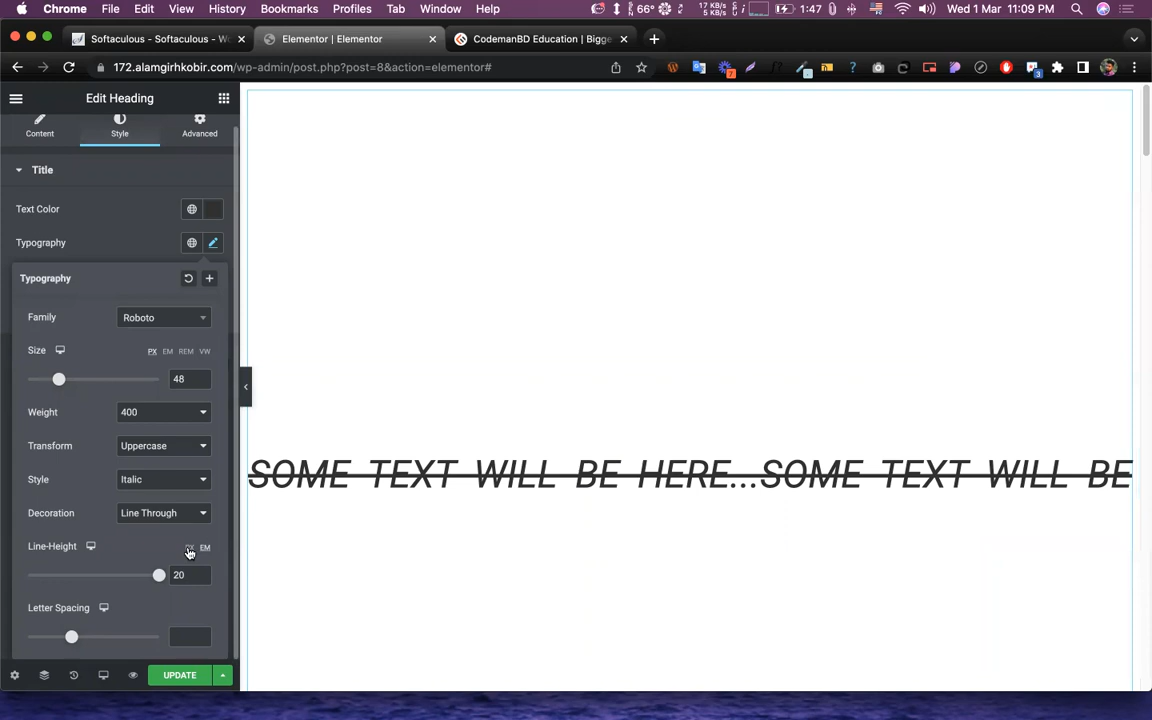 Chrome File Edit View History Bookmarks Profiles Tab Window Help 66° 17 KB/s 5 KB/s 1:47 Wed 1 Mar 11:09 PM
Softaculous - Softaculous - Wo Elementor | Elementor CodemanBD Education | Bigge
172.alamgirhkobir.com/wp-admin/post.php?post=8&action=elementor#
7 3
Edit Heading
Content Style Advanced
Title
Text Color
Typography
Typography
Family Roboto
Size PX EM REM VW
48
Weight 400
Transform Uppercase
SOME TEXT WILL BE HERE...SOME TEXT WILL BE
Style Italic
Decoration Line Through
Line-Height PX EM
20
Letter Spacing
UPDATE